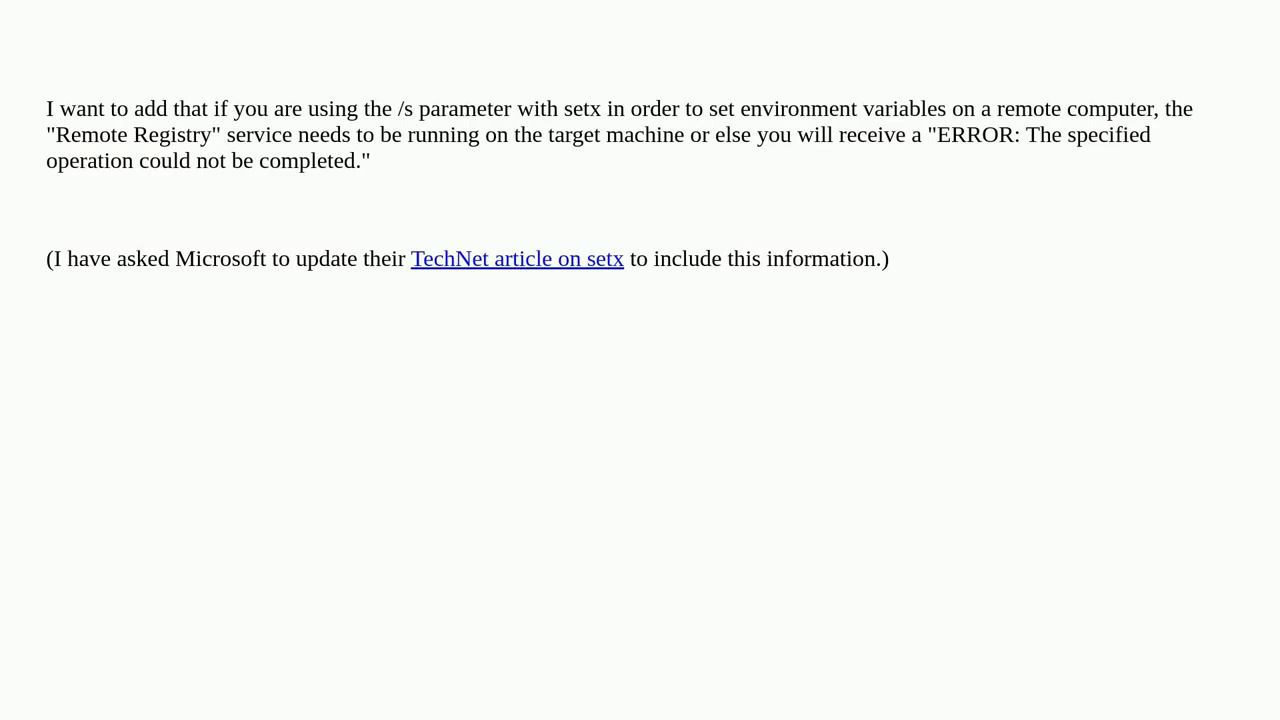 I want to add that if you are using the /s parameter with setx in order to set environment variables on a remote computer, the
"Remote Registry" service needs to be running on the target machine or else you will receive a "ERROR: The specified
operation could not be completed."
(I have asked Microsoft to update their TechNet article on setx to include this information.)